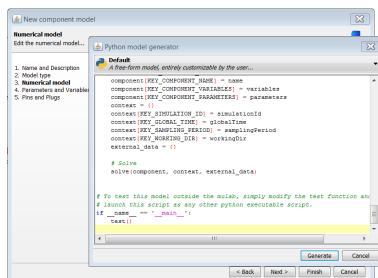 New component model
Numerical model
Edit the numerical model...
1. Name and Description
2. Model type
3. Numerical model
4. Parameters and Variable
5. Pins and Plugs
Python model generator
Default
A free-form model, entirely customizable by the user...
component[KEY_COMPONENT_NAME] = name
component[KEY_COMPONENT_VARIABLES] = variables
component[KEY_COMPONENT_PARAMETERS] = parameters
context = {}
context[KEY_SIMULATION_ID] = simulationId
context[KEY_GLOBAL_TIME] = globalTime
context[KEY_SAMPLING_PERIOD] = samplingPeriod
context[KEY_WORKING_DIR] = workingDir
external_data = {}
# Solve
solve(component, context, external_data)
# To test this model outside the mulab, simply modify the test function and
# launch this script as any other python executable script.
if __name__ == '__main__':
test()
Generate
Cancel
< Back
Next >
Finish
Cancel